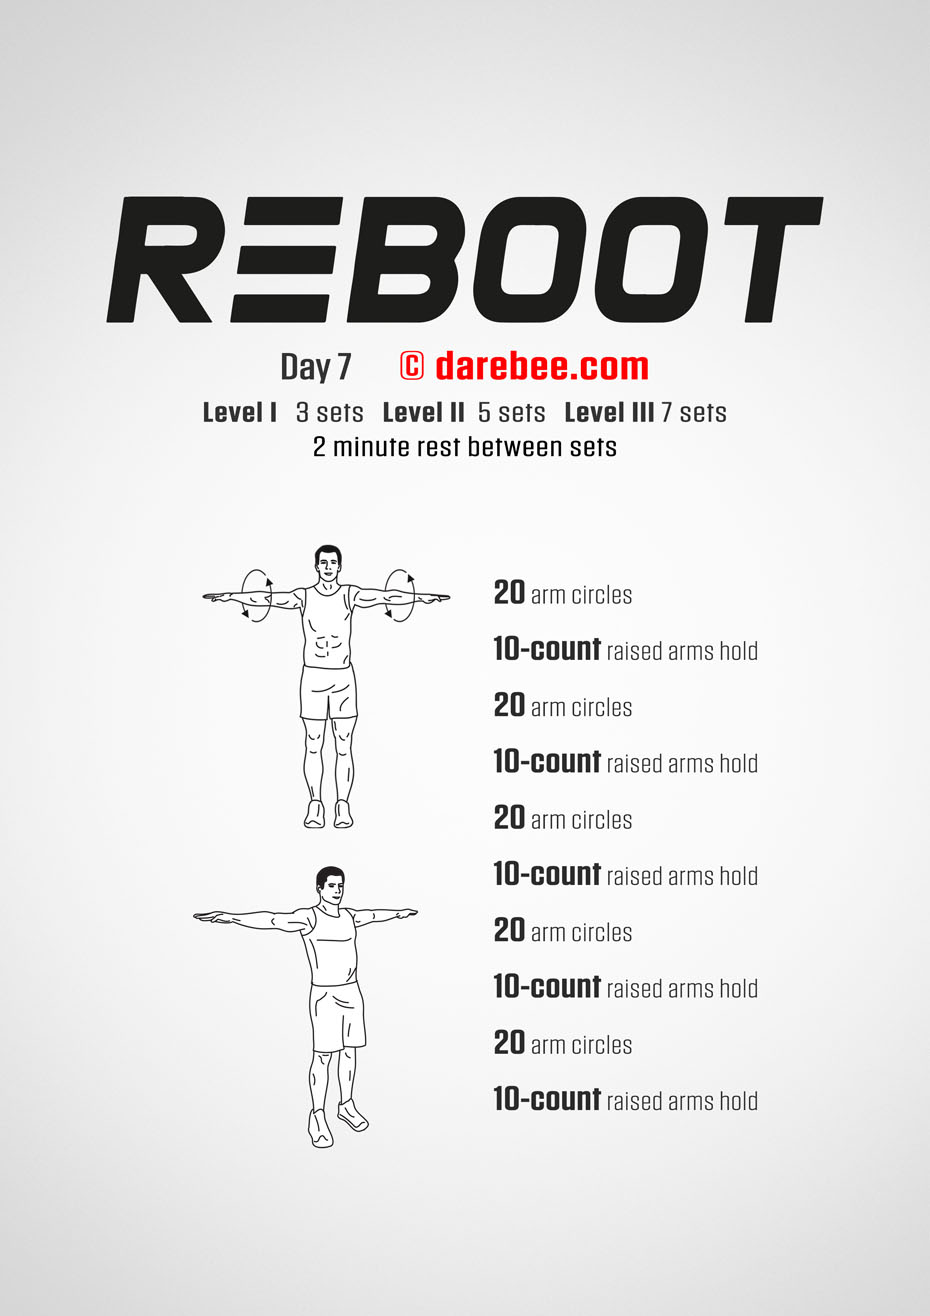 REBOOT
Day 7 © darebee.com
Level I 3 sets Level II 5 sets Level III 7 sets
2 minute rest between sets
20 arm circles
10-count raised arms hold
20 arm circles
10-count raised arms hold
20 arm circles
10-count raised arms hold
20 arm circles
10-count raised arms hold
20 arm circles
10-count raised arms hold